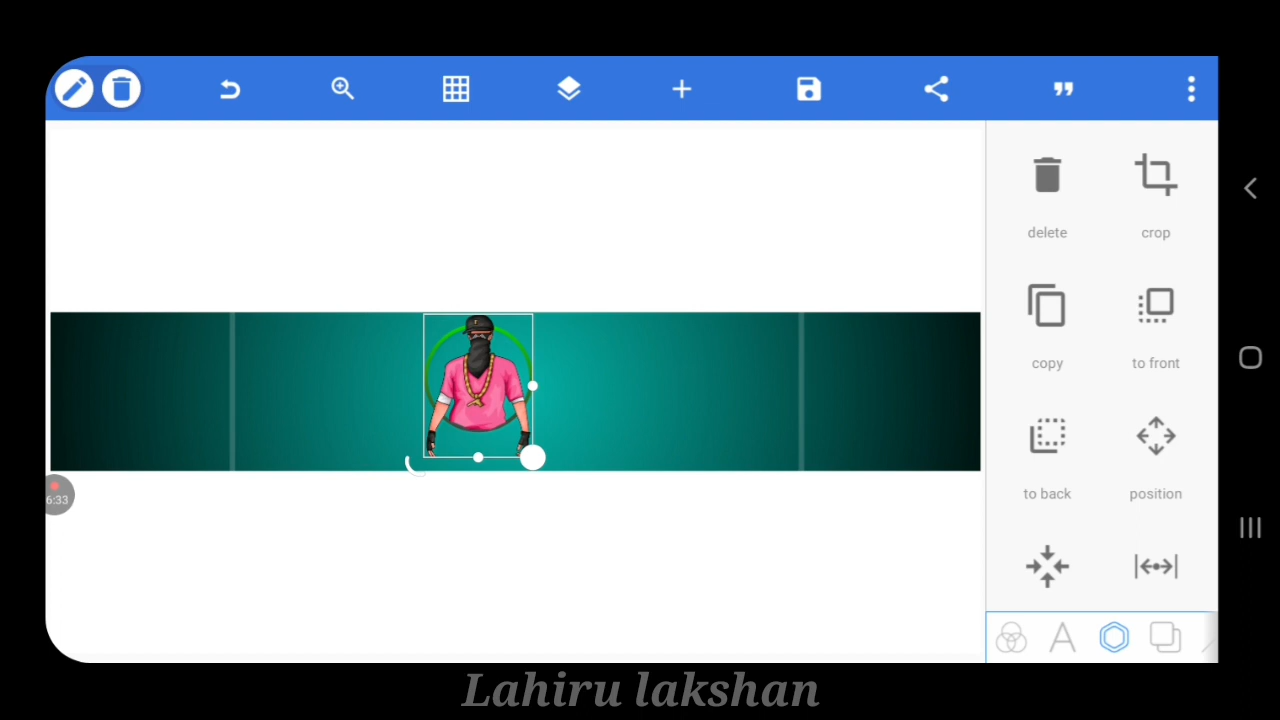 delete
crop
copy
to front
to back
position
6:33
Lahiru lakshan